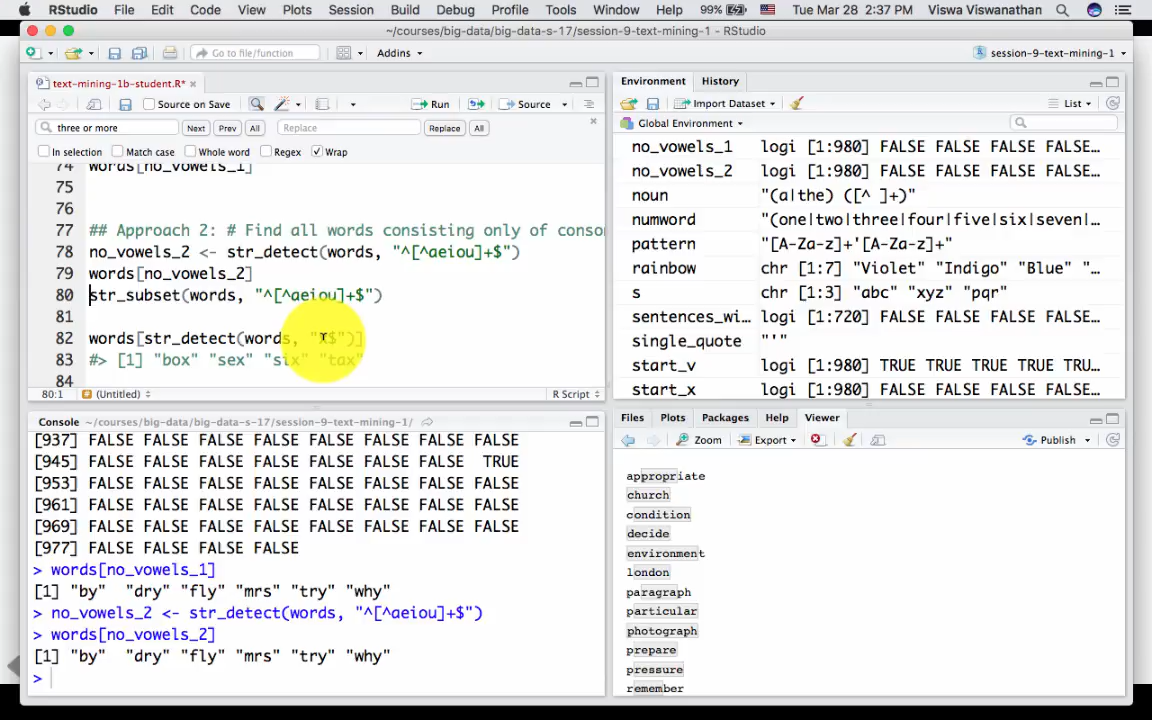 RStudio File Edit Code View Plots Session Build Debug Profile Tools Window Help 99% Tue Mar 28 2:37 PM Viswa Viswanathan
~/courses/big-data/big-data-s-17/session-9-text-mining-1 - RStudio
Go to file/function Addins session-9-text-mining-1
text-mining-1b-student.R*
Source on Save Run Source
three or more Next Prev All Replace Replace All
In selection Match case Whole word Regex Wrap
74 words[no_vowels_1]
75
76
77 ## Approach 2: # Find all words consisting only of conso
78 no_vowels_2 <- str_detect(words, "^[^aeiou]+$")
79 words[no_vowels_2]
80 str_subset(words, "^[^aeiou]+$")
81
82 words[str_detect(words, "x$")]
83 #> [1] "box" "sex" "six" "tax"
84
80:1 (Untitled) R Script
Console ~/courses/big-data/big-data-s-17/session-9-text-mining-1/
[937] FALSE FALSE FALSE FALSE FALSE FALSE FALSE FALSE
[945] FALSE FALSE FALSE FALSE FALSE FALSE FALSE TRUE
[953] FALSE FALSE FALSE FALSE FALSE FALSE FALSE FALSE
[961] FALSE FALSE FALSE FALSE FALSE FALSE FALSE FALSE
[969] FALSE FALSE FALSE FALSE FALSE FALSE FALSE FALSE
[977] FALSE FALSE FALSE FALSE
> words[no_vowels_1]
[1] "by" "dry" "fly" "mrs" "try" "why"
> no_vowels_2 <- str_detect(words, "^[^aeiou]+$")
> words[no_vowels_2]
[1] "by" "dry" "fly" "mrs" "try" "why"
>
Environment History
Import Dataset List
Global Environment
no_vowels_1 logi [1:980] FALSE FALSE FALSE FALS…
no_vowels_2 logi [1:980] FALSE FALSE FALSE FALS…
noun "(a|the) ([^ ]+)"
numword "(one|two|three|four|five|six|seven|…
pattern "[A-Za-z]+'[A-Za-z]+"
rainbow chr [1:7] "Violet" "Indigo" "Blue" "…
s chr [1:3] "abc" "xyz" "pqr"
sentences_wi… logi [1:720] FALSE FALSE FALSE FALS…
single_quote "'"
start_v logi [1:980] TRUE TRUE TRUE TRU…
start_x logi [1:980] FALSE FALSE FALSE FALS…
Files Plots Packages Help Viewer
Zoom Export Publish
appropriate
church
condition
decide
environment
london
paragraph
particular
photograph
prepare
pressure
remember